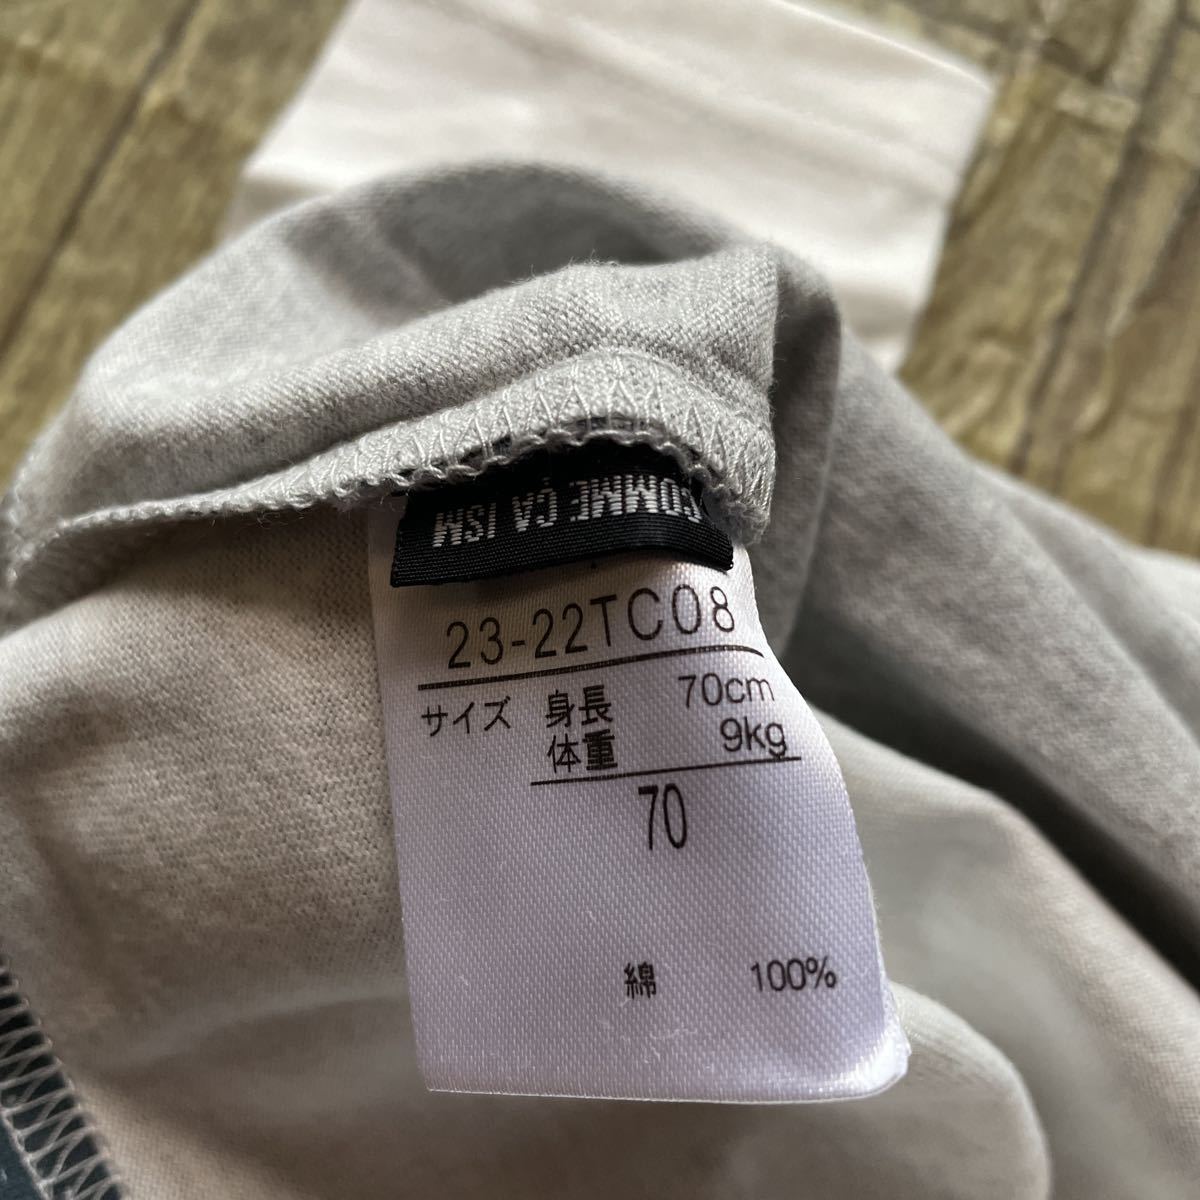 COMME CA ISM
23-22TC08
サイズ 身長 70cm
体重 9kg
70
綿 100%